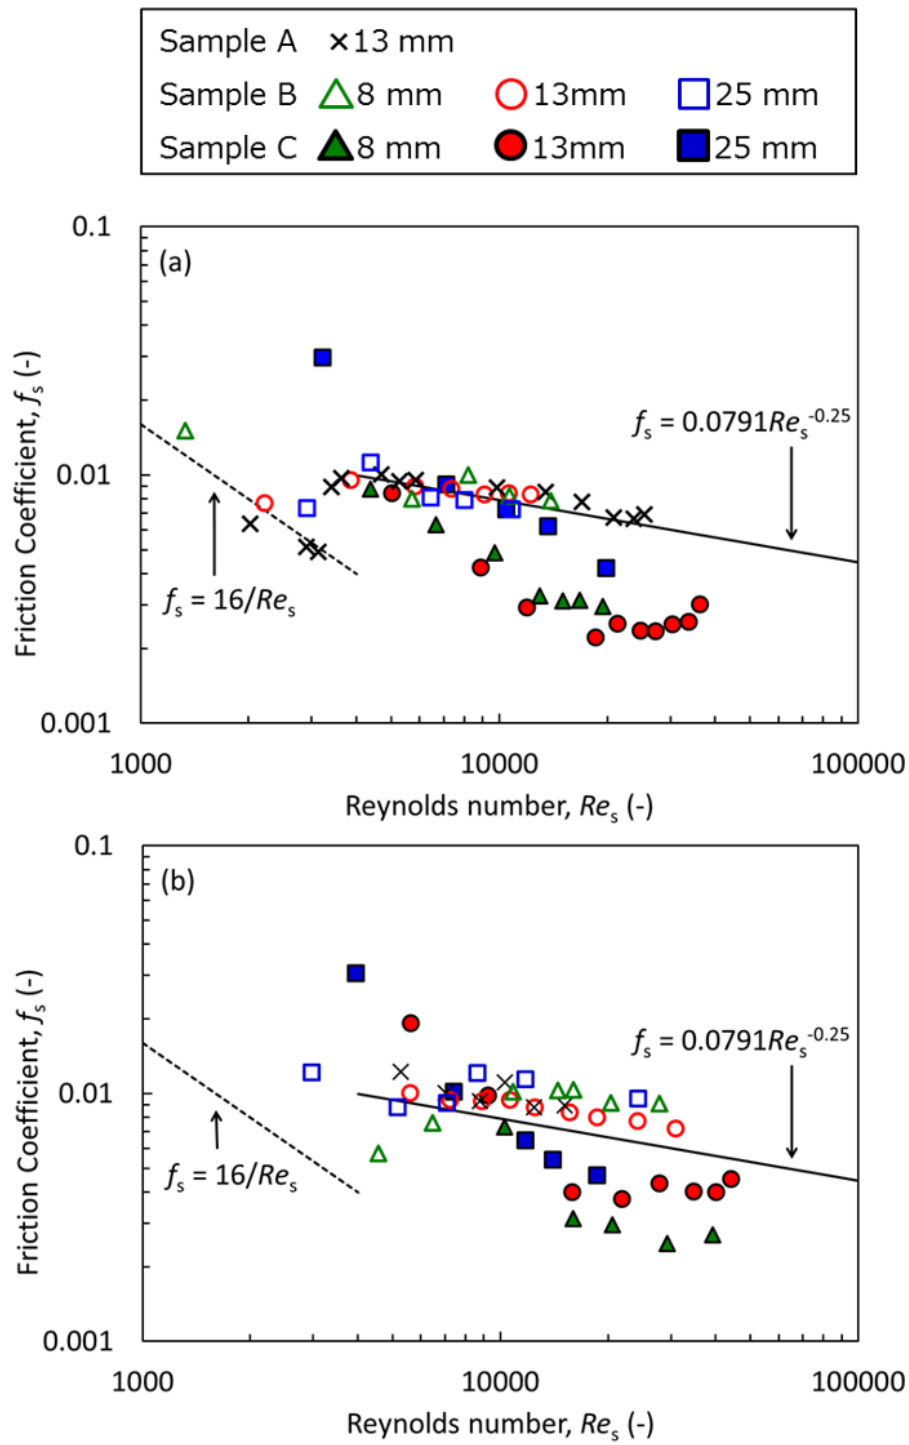 Sample A ×13 mm
Sample B △8 mm ○13mm □25 mm
Sample C ▲8 mm ●13mm ■25 mm
0.1
(a)
fs = 0.0791Res-0.25
0.01
fs = 16/Res
0.001
Friction Coefficient, fs (-)
1000 10000 100000
Reynolds number, Res (-)
0.1
(b)
fs = 0.0791Res-0.25
0.01
fs = 16/Res
0.001
Friction Coefficient, fs (-)
1000 10000 100000
Reynolds number, Res (-)